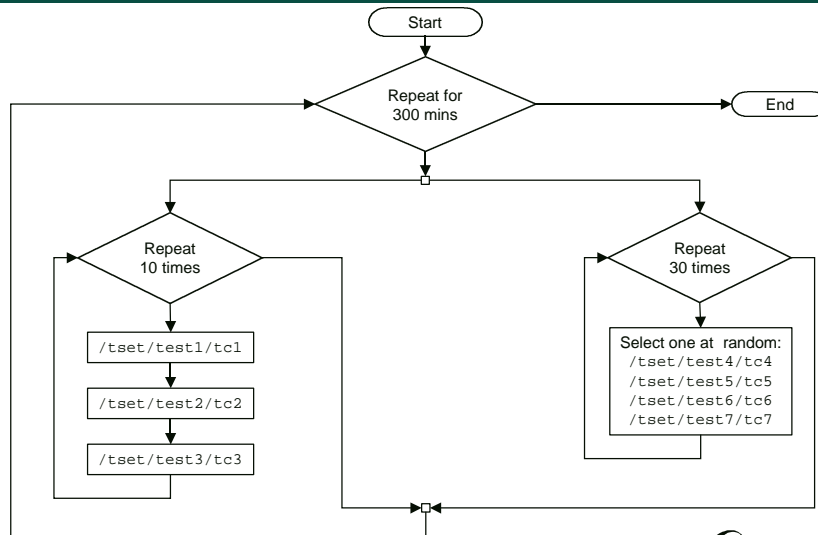 Start
Repeat for
300 mins
End
Repeat
10 times
/tset/test1/tc1
/tset/test2/tc2
/tset/test3/tc3
Repeat
30 times
Select one at random:
/tset/test4/tc4
/tset/test5/tc5
/tset/test6/tc6
/tset/test7/tc7